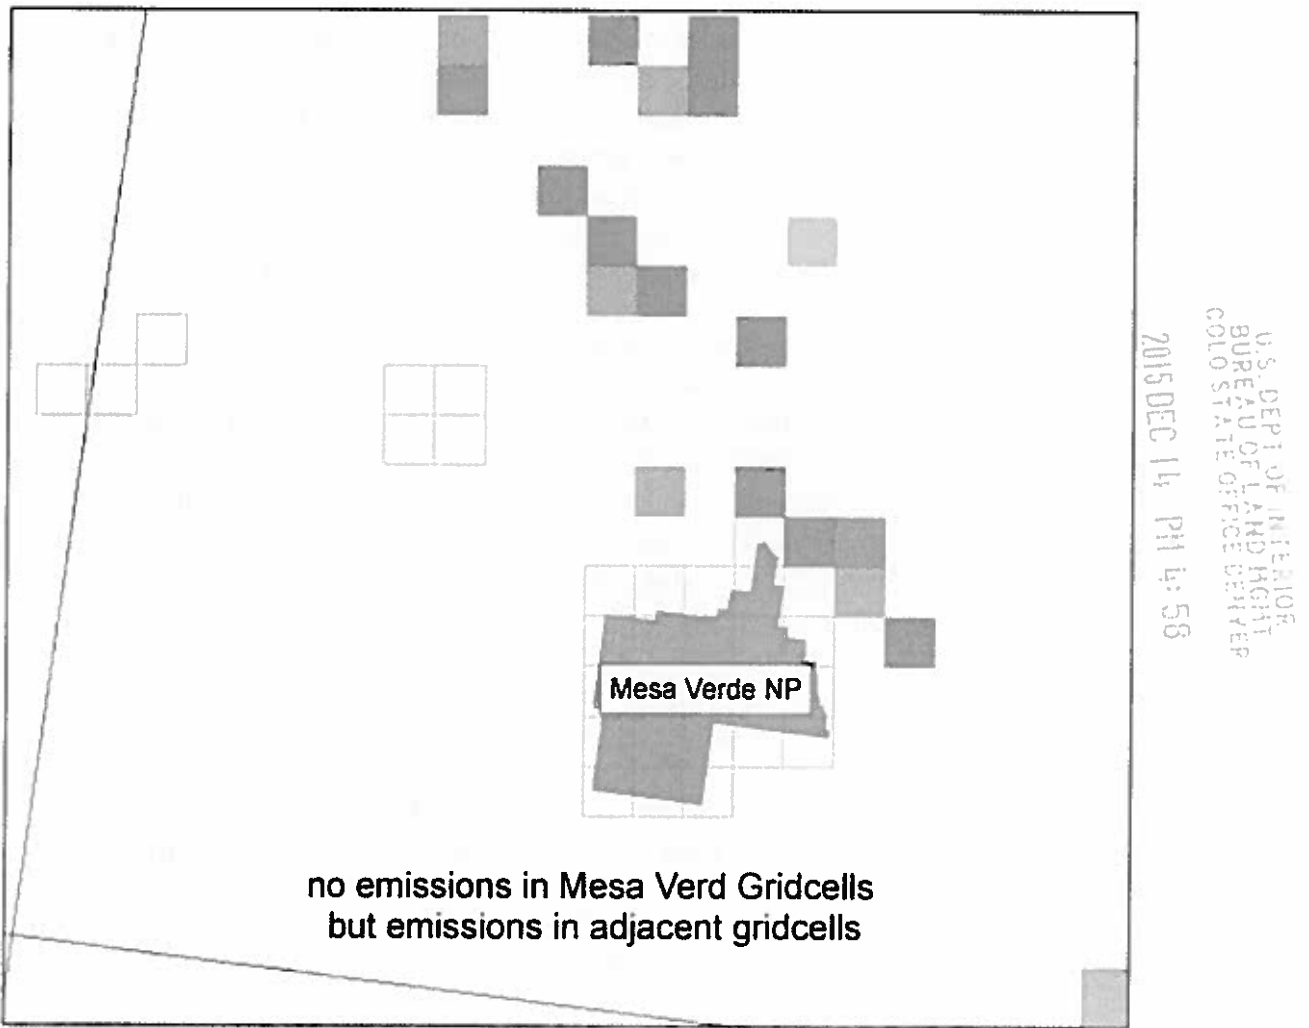 Mesa Verde NP
no emissions in Mesa Verd Gridcells
but emissions in adjacent gridcells
U.S. DEPT OF INTERIOR
BUREAU OF LAND MGMT
COLO STATE OFFICE DENVER
2015 DEC 14 PM 4:56